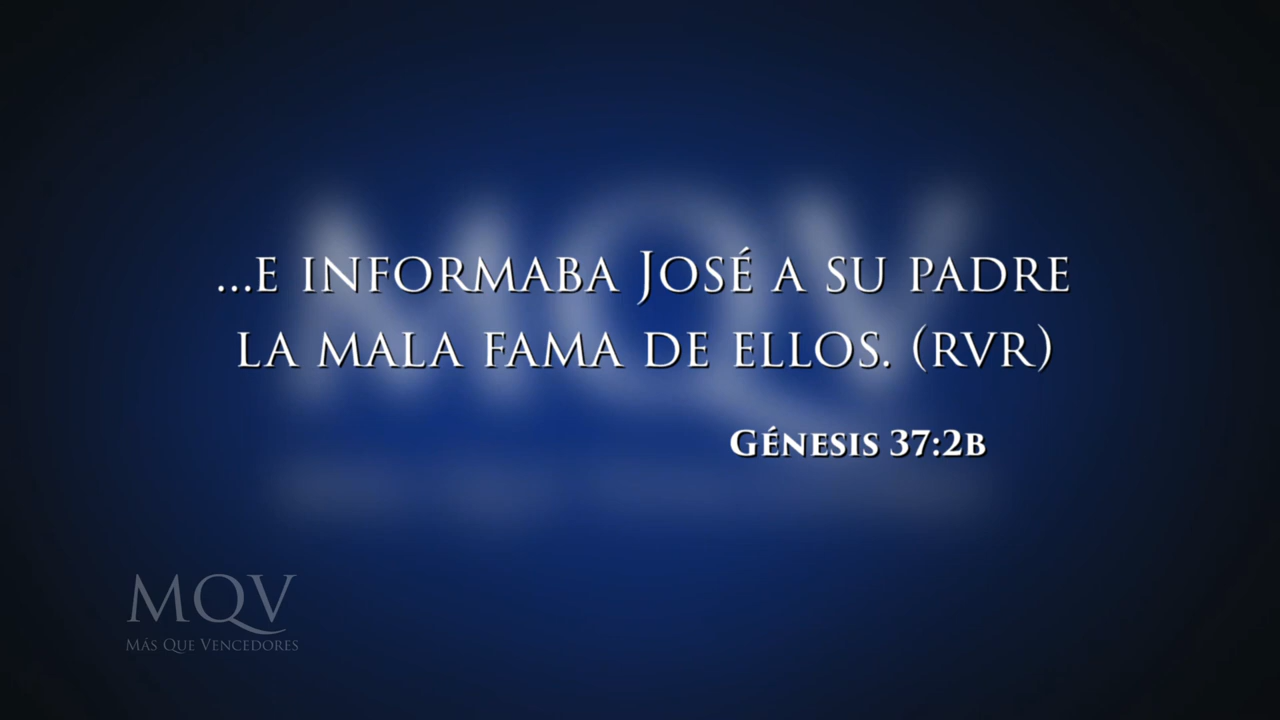 ...e informaba José a su padre
la mala fama de ellos. (RVR)
Génesis 37:2b
MQV
Más Que Vencedores